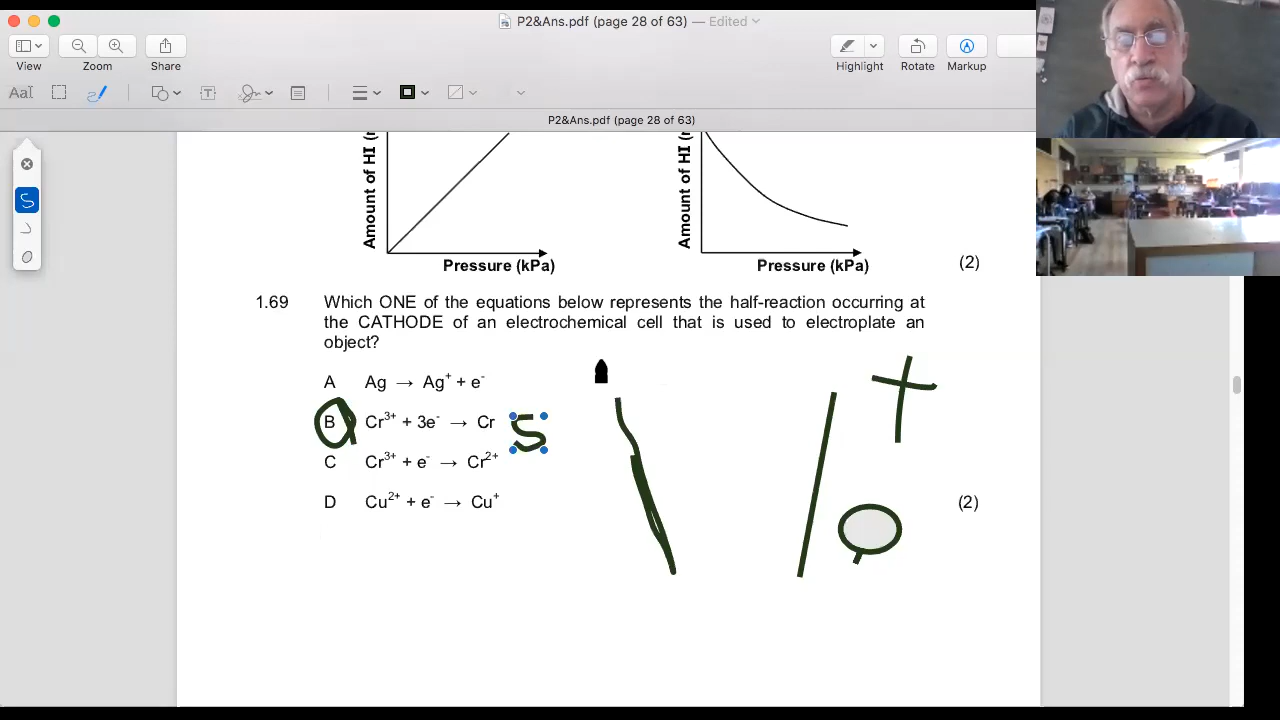 P2&Ans.pdf (page 28 of 63) — Edited
View
Zoom
Share
Highlight
Rotate
Markup
AaI
P2&Ans.pdf (page 28 of 63)
Amount of HI
Amount of HI
Pressure (kPa)
Pressure (kPa)
(2)
1.69 Which ONE of the equations below represents the half-reaction occurring at
the CATHODE of an electrochemical cell that is used to electroplate an
object?
A Ag → Ag⁺ + e⁻
B Cr³⁺ + 3e⁻ → Cr S
C Cr³⁺ + e⁻ → Cr²⁺
D Cu²⁺ + e⁻ → Cu⁺
(2)
+